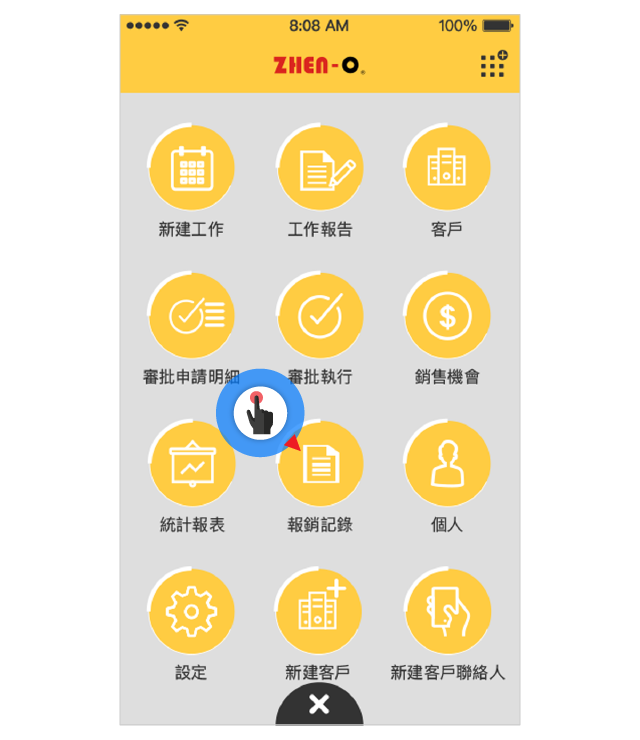 8:08 AM
100%
ZHEN-O®
新建工作
工作報告
客戶
審批申請明細
審批執行
銷售機會
統計報表
報銷記錄
個人
設定
新建客戶
新建客戶聯絡人